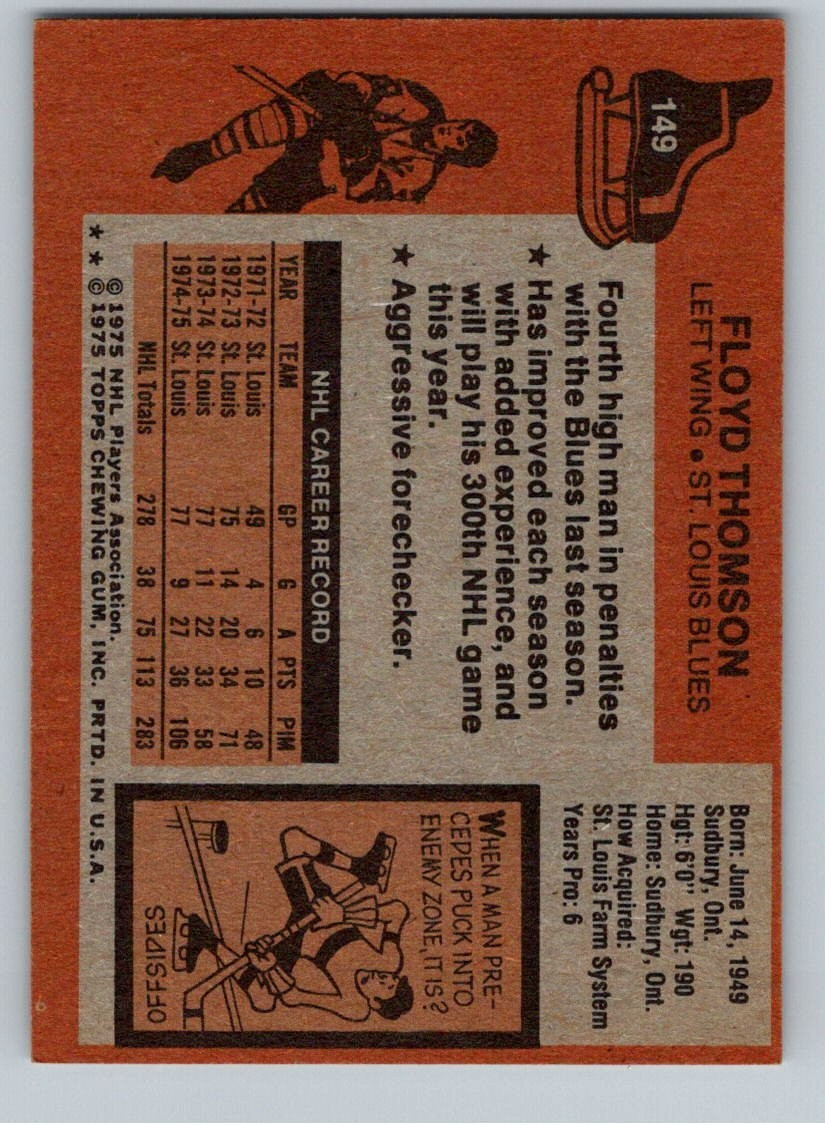 149
FLOYD THOMSON
LEFT WING • ST. LOUIS BLUES
Fourth high man in penalties
with the Blues last season.
★ Has improved each season
with added experience, and
will play his 300th NHL game
this year.
★ Aggressive forechecker.
NHL CAREER RECORD
YEAR TEAM GP G A PTS PIM
1971-72 St. Louis 49 4 6 10 48
1972-73 St. Louis 75 14 20 34 71
1973-74 St. Louis 77 11 22 33 58
1974-75 St. Louis 77 9 27 36 106
NHL Totals 278 38 75 113 283
★ ★ © 1975 NHL Players Association.
© 1975 TOPPS CHEWING GUM, INC. PRTD. IN U.S.A.
Born: June 14, 1949
Sudbury, Ont.
Hgt: 6'0" Wgt: 190
Home: Sudbury, Ont.
How Acquired:
St. Louis Farm System
Years Pro: 6
WHEN A MAN PRE-
CEDES PUCK INTO
ENEMY ZONE, IT IS?
OFFSIDES